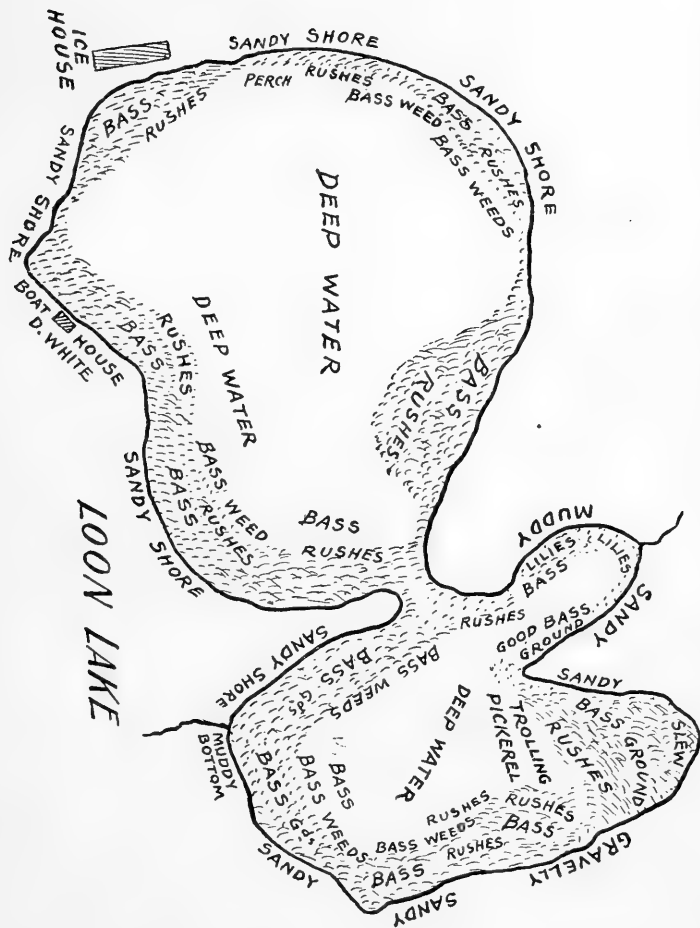 ICE
HOUSE
SANDY SHORE
SANDY SHORE
PERCH
RUSHES
BASS WEED
BASS
RUSHES
BASS WEEDS
BASS
RUSHES
SANDY SHORE
DEEP WATER
BOAT HOUSE
D. WHITE
RUSHES
BASS
DEEP WATER
BASS
RUSHES
BASS WEED
RUSHES
BASS
SANDY SHORE
BASS
RUSHES
LOON LAKE
MUDDY
LILIES
LILIES
BASS
SANDY
RUSHES
GOOD BASS
GROUND
SANDY
SANDY SHORE
BASS
Gds
BASS WEEDS
DEEP WATER
TROLLING
PICKEREL
BASS GROUND
RUSHES
SLEW
MUDDY
BOTTOM
BASS
BASS WEEDS
BASS Gds
SANDY
RUSHES
RUSHES
BASS WEEDS
BASS
RUSHES
BASS
GRAVELLY
SANDY